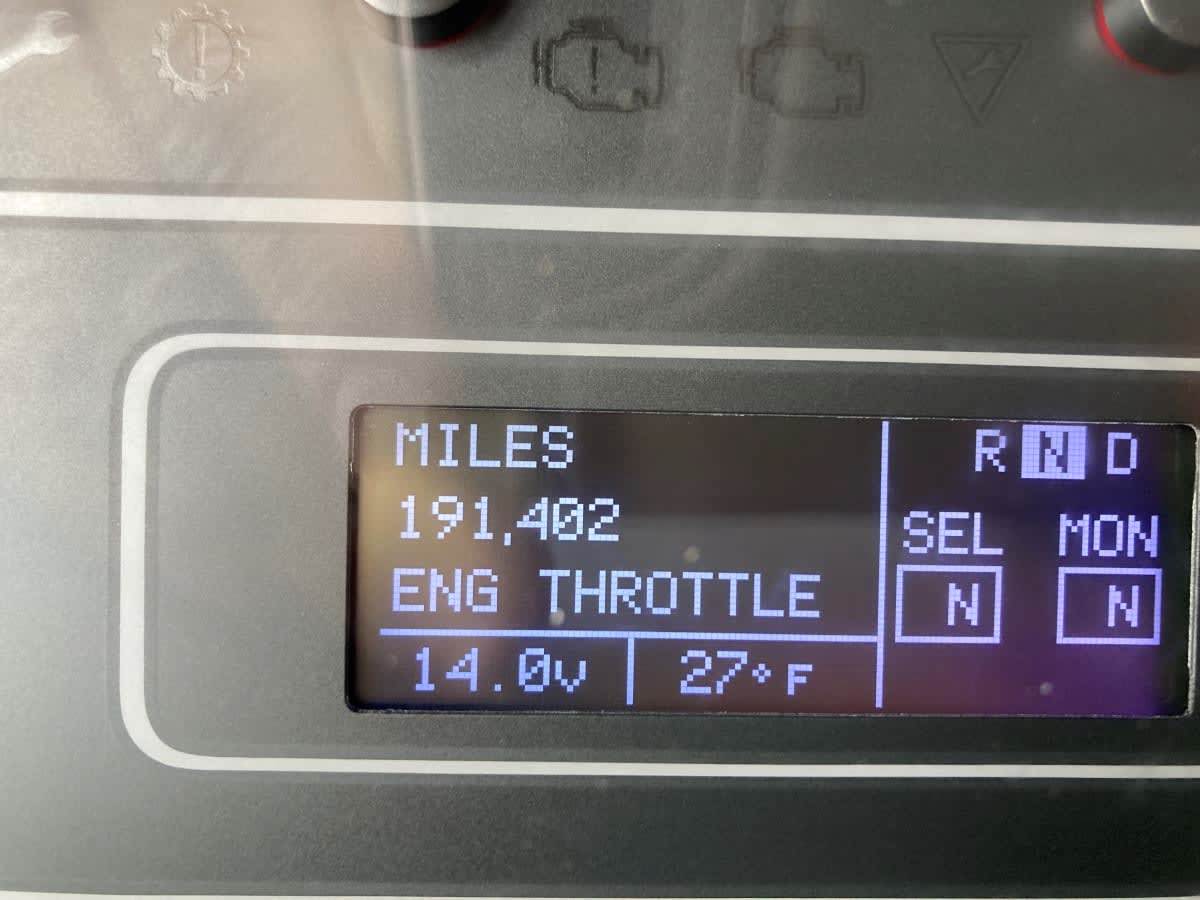 MILES
191,402
ENG THROTTLE
14.0v
27°F
R N D
SEL MON
N N